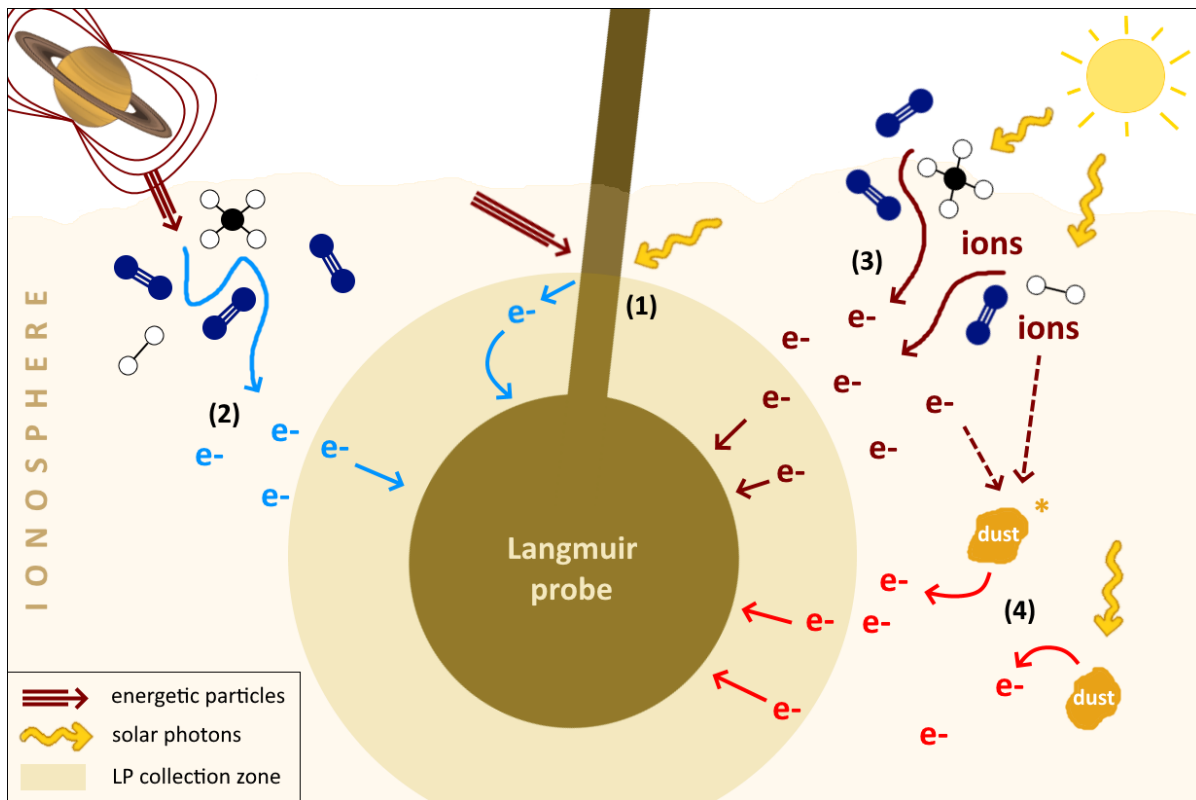 IONOSPHERE
ions
ions
(1)
(2)
(3)
(4)
e-
e-
e-
e-
e-
e-
e-
e-
e-
e-
e-
e-
Langmuir
probe
dust
*
e-
e-
e-
e-
dust
e-
e-
energetic particles
solar photons
LP collection zone